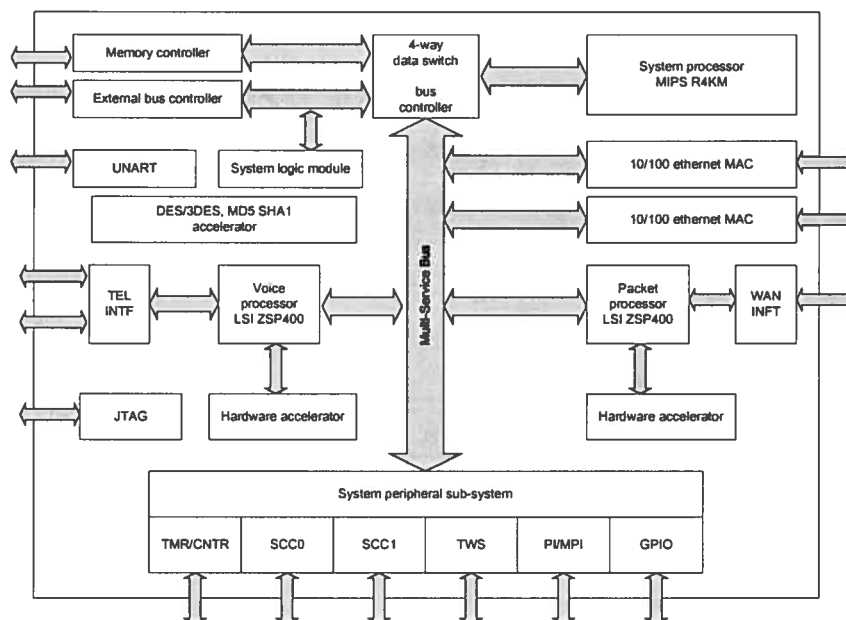 Memory controller
4-way
data switch
bus
controller
System processor
MIPS R4KM
External bus controller
UNART
System logic module
10/100 ethernet MAC
DES/3DES, MD5 SHA1
accelerator
10/100 ethernet MAC
Multi-Service Bus
TEL
INTF
Voice
processor
LSI ZSP400
Packet
processor
LSI ZSP400
WAN
INFT
JTAG
Hardware accelerator
Hardware accelerator
System peripheral sub-system
TMR/CNTR
SCC0
SCC1
TWS
PI/MPI
GPIO